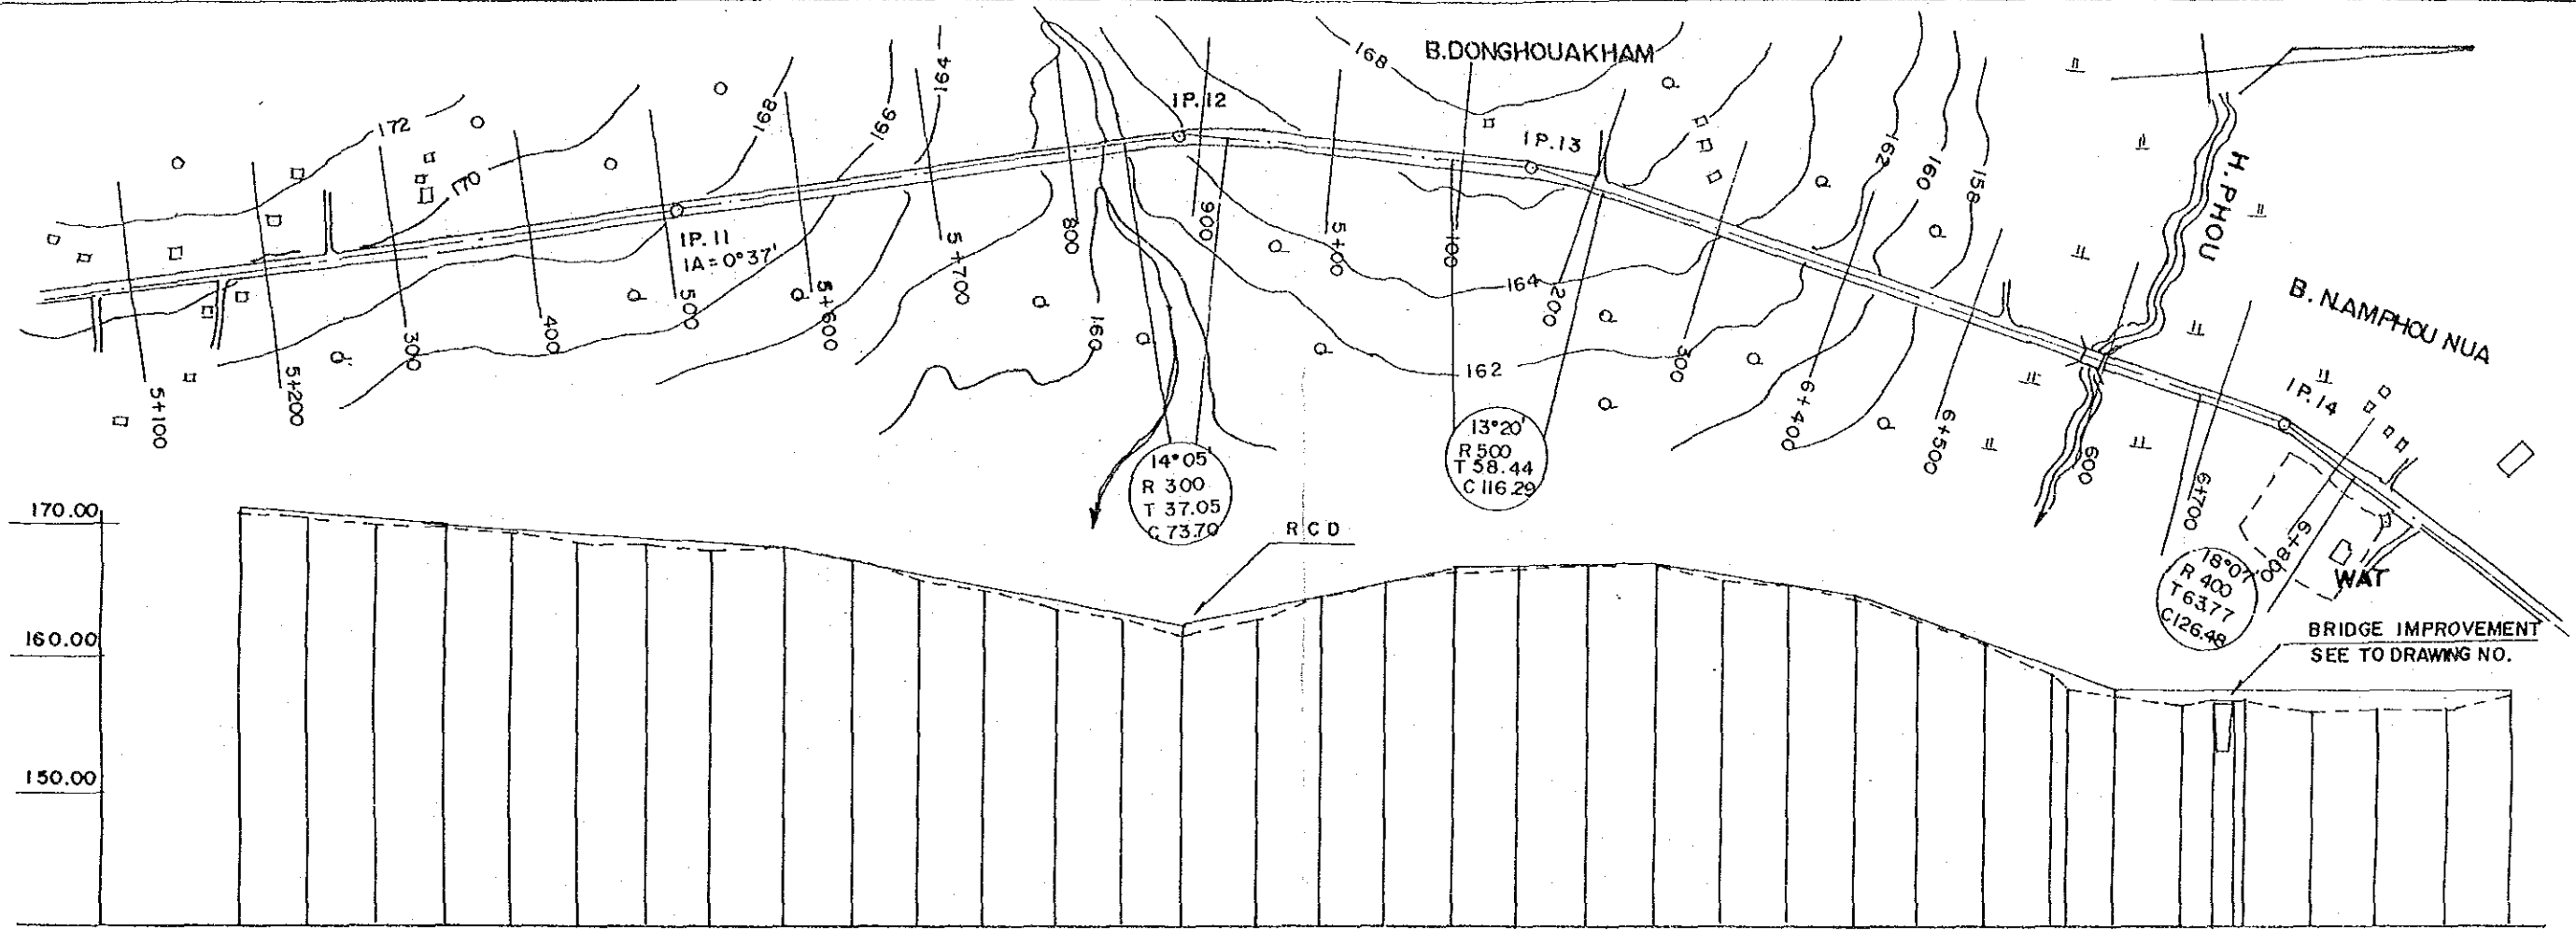 B.DONGHOUAKHAM
168
164
168
166
172
170
IP.12
IP.13
162
160
158
H.PHOU
IP.11
IA=0°37'
B. NAMPHOU NUA
IP.14
5+100
5+200
300
400
500
5+600
5+700
800
160
900
5+00
100
200
164
162
300
6+400
6+500
600
6+700
6+800
14°05'
R 300
T 37.05
C 73.70
13°20'
R 500
T 58.44
C 116.29
18°07'
R 400
T 63.77
C126.48
WAT
R C D
BRIDGE IMPROVEMENT
SEE TO DRAWING NO.
170.00
160.00
150.00